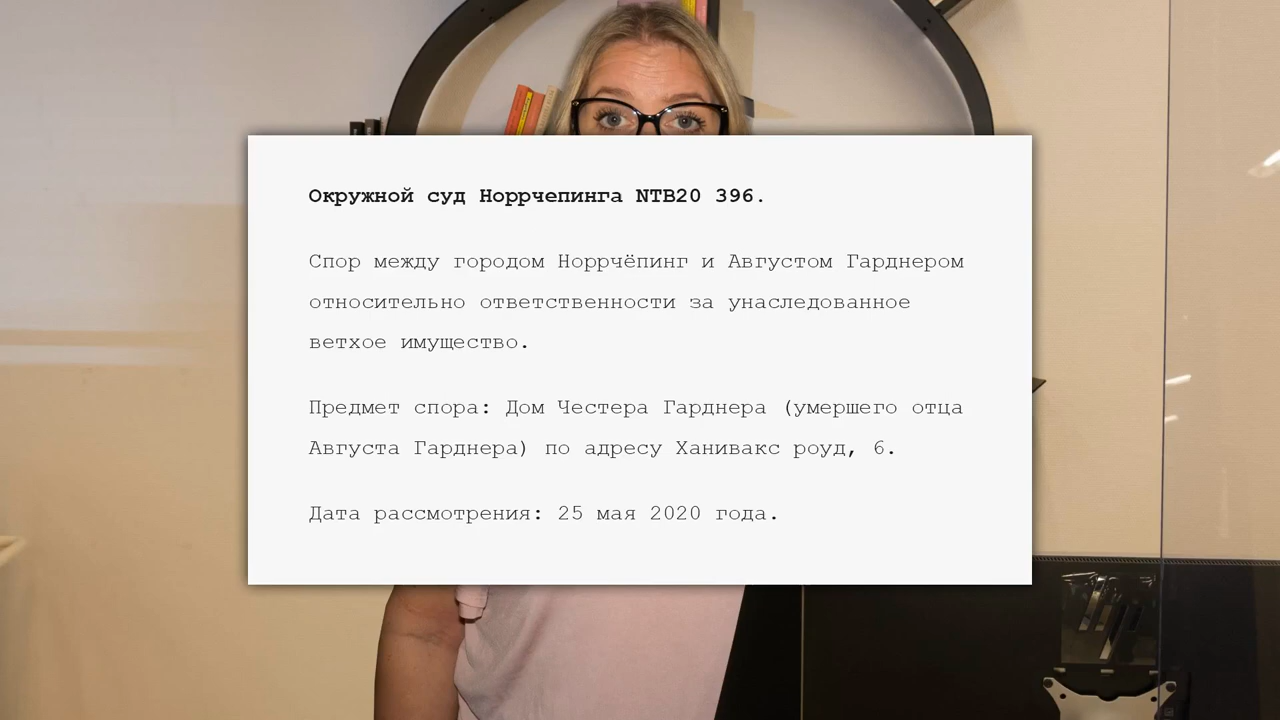 Окружной суд Норрчепинга NTB20 396.
Спор между городом Норрчёпинг и Августом Гарднером
относительно ответственности за унаследованное
ветхое имущество.
Предмет спора: Дом Честера Гарднера (умершего отца
Августа Гарднера) по адресу Ханивакс роуд, 6.
Дата рассмотрения: 25 мая 2020 года.